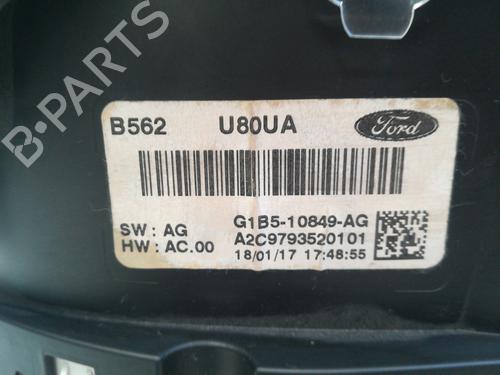 B-PARTS
B562 U80UA Ford
SW : AG G1B5-10849-AG
HW : AC.00 A2C9793520101
18/01/17 17:48:55